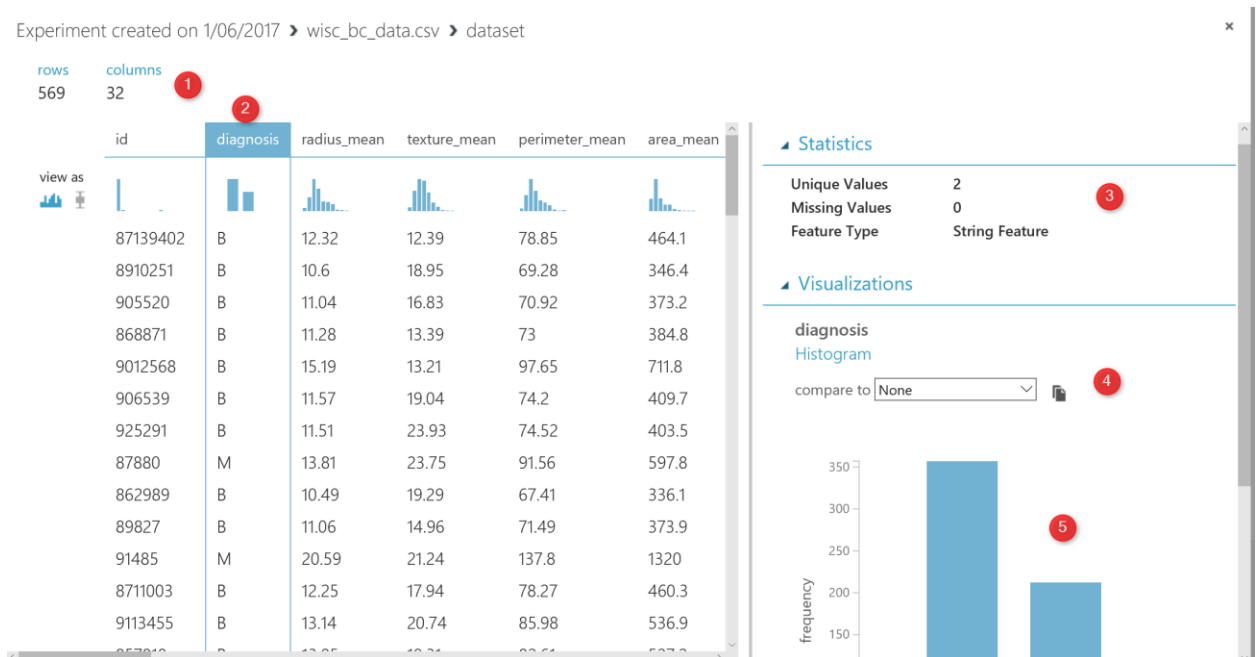 Experiment created on 1/06/2017 › wisc_bc_data.csv › dataset
×
rows columns
569 32
1
2
id diagnosis radius_mean texture_mean perimeter_mean area_mean
view as
87139402 B 12.32 12.39 78.85 464.1
8910251 B 10.6 18.95 69.28 346.4
905520 B 11.04 16.83 70.92 373.2
868871 B 11.28 13.39 73 384.8
9012568 B 15.19 13.21 97.65 711.8
906539 B 11.57 19.04 74.2 409.7
925291 B 11.51 23.93 74.52 403.5
87880 M 13.81 23.75 91.56 597.8
862989 B 10.49 19.29 67.41 336.1
89827 B 11.06 14.96 71.49 373.9
91485 M 20.59 21.24 137.8 1320
8711003 B 12.25 17.94 78.27 460.3
9113455 B 13.14 20.74 85.98 536.9
Statistics
Unique Values 2
Missing Values 0
Feature Type String Feature
3
Visualizations
diagnosis
Histogram
compare to None
4
350
300
5
250
200
150
frequency